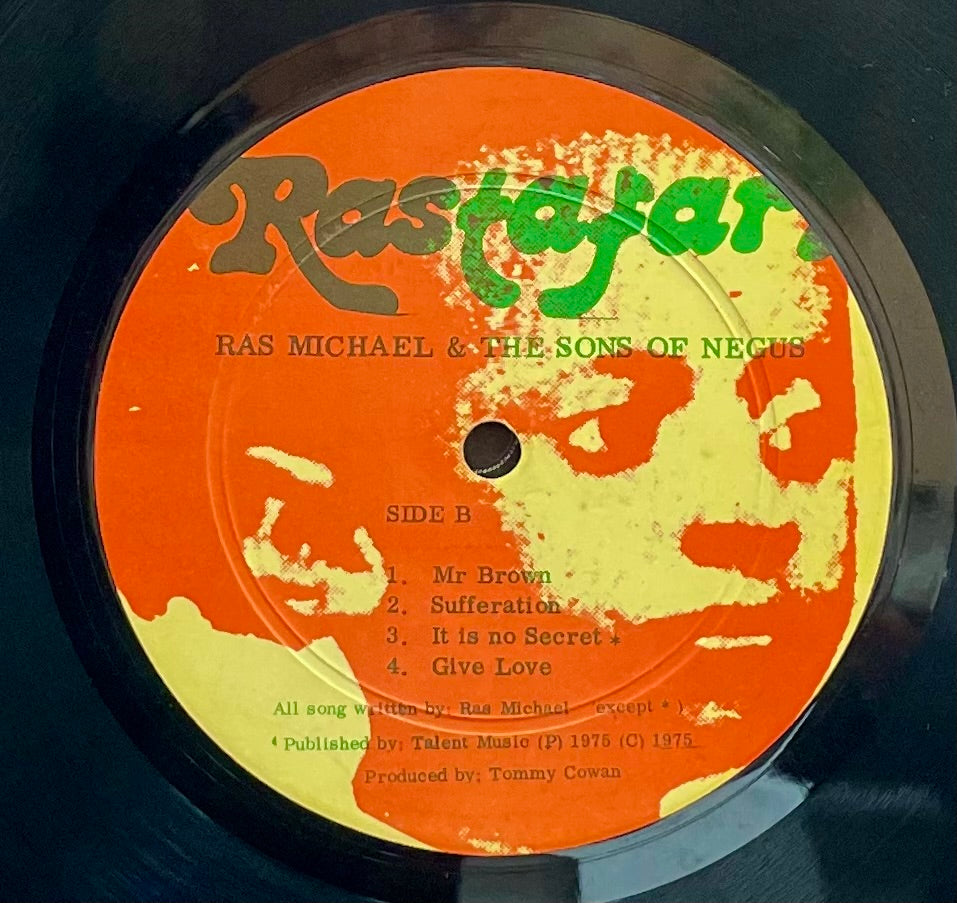 Rastafari
RAS MICHAEL & THE SONS OF NEGUS
SIDE B
1. Mr Brown
2. Sufferation
3. It is no Secret *
4. Give Love
All song written by: Ras Michael except * )
Published by: Talent Music (P) 1975 (C) 1975
Produced by: Tommy Cowan